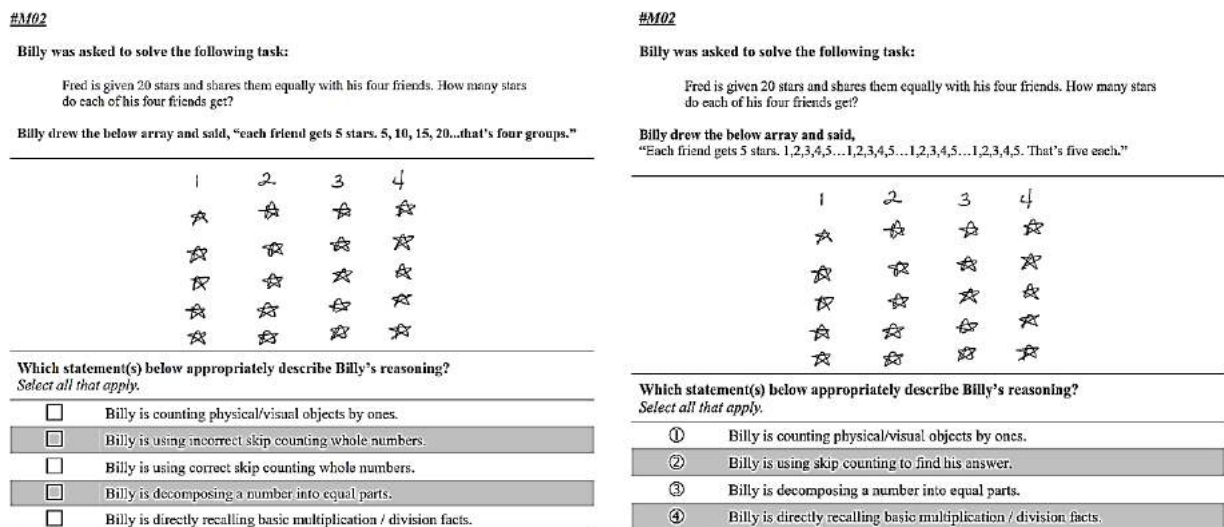 #M02
Billy was asked to solve the following task:
Fred is given 20 stars and shares them equally with his four friends. How many stars
do each of his four friends get?
Billy drew the below array and said, “each friend gets 5 stars. 5, 10, 15, 20...that’s four groups.”
1 2 3 4
Which statement(s) below appropriately describe Billy’s reasoning?
Select all that apply.
Billy is counting physical/visual objects by ones.
Billy is using incorrect skip counting whole numbers.
Billy is using correct skip counting whole numbers.
Billy is decomposing a number into equal parts.
Billy is directly recalling basic multiplication / division facts.
#M02
Billy was asked to solve the following task:
Fred is given 20 stars and shares them equally with his four friends. How many stars
do each of his four friends get?
Billy drew the below array and said,
“Each friend gets 5 stars. 1,2,3,4,5…1,2,3,4,5…1,2,3,4,5…1,2,3,4,5. That’s five each.”
1 2 3 4
Which statement(s) below appropriately describe Billy’s reasoning?
Select all that apply.
① Billy is counting physical/visual objects by ones.
② Billy is using skip counting to find his answer.
③ Billy is decomposing a number into equal parts.
④ Billy is directly recalling basic multiplication / division facts.